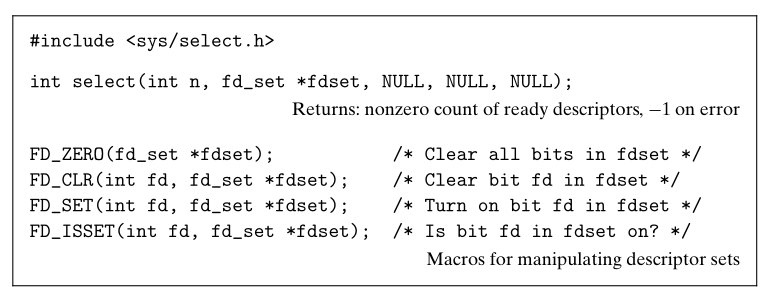 #include <sys/select.h>
int select(int n, fd_set *fdset, NULL, NULL, NULL);
Returns: nonzero count of ready descriptors, −1 on error
FD_ZERO(fd_set *fdset); /* Clear all bits in fdset */
FD_CLR(int fd, fd_set *fdset); /* Clear bit fd in fdset */
FD_SET(int fd, fd_set *fdset); /* Turn on bit fd in fdset */
FD_ISSET(int fd, fd_set *fdset); /* Is bit fd in fdset on? */
Macros for manipulating descriptor sets